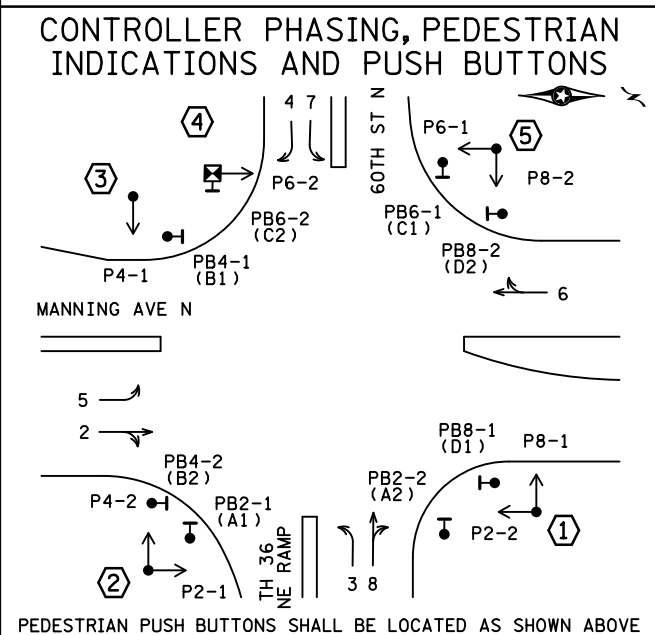 CONTROLLER PHASING, PEDESTRIAN
INDICATIONS AND PUSH BUTTONS
4 7
4
60TH ST N
P6-1
5
3
P6-2
P8-2
PB6-2
(C2)
PB6-1
(C1)
PB4-1
(B1)
PB8-2
(D2)
P4-1
MANNING AVE N
6
5
2
PB8-1
(D1)
P8-1
PB4-2
(B2)
PB2-2
(A2)
P4-2
PB2-1
(A1)
P2-2
1
TH 36
NE RAMP
2
P2-1
3 8
PEDESTRIAN PUSH BUTTONS SHALL BE LOCATED AS SHOWN ABOVE